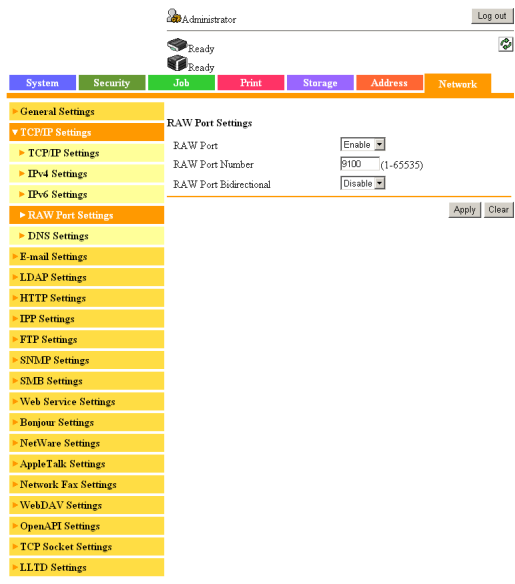 Administrator
Log out
Ready
Ready
System Security Job Print Storage Address Network
General Settings
TCP/IP Settings
TCP/IP Settings
IPv4 Settings
IPv6 Settings
RAW Port Settings
DNS Settings
E-mail Settings
LDAP Settings
HTTP Settings
IPP Settings
FTP Settings
SNMP Settings
SMB Settings
Web Service Settings
Bonjour Settings
NetWare Settings
AppleTalk Settings
Network Fax Settings
WebDAV Settings
OpenAPI Settings
TCP Socket Settings
LLTD Settings
RAW Port Settings
RAW Port Enable
RAW Port Number 9100 (1-65535)
RAW Port Bidirectional Disable
Apply Clear